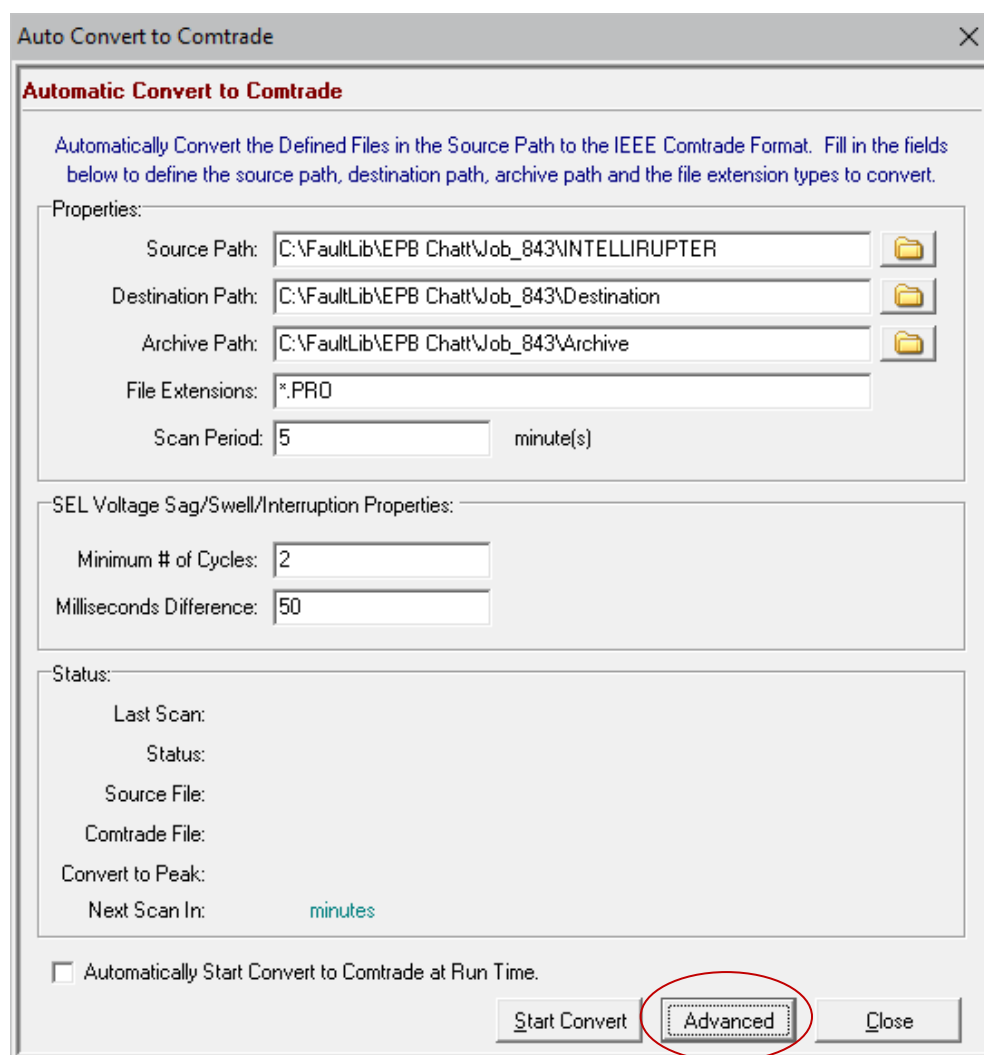 Auto Convert to Comtrade
Automatic Convert to Comtrade
Automatically Convert the Defined Files in the Source Path to the IEEE Comtrade Format. Fill in the fields
below to define the source path, destination path, archive path and the file extension types to convert.
Properties:
Source Path: C:\FaultLib\EPB Chatt\Job_843\INTELLIRUPTER
Destination Path: C:\FaultLib\EPB Chatt\Job_843\Destination
Archive Path: C:\FaultLib\EPB Chatt\Job_843\Archive
File Extensions: *.PRO
Scan Period: 5 minute(s)
SEL Voltage Sag/Swell/Interruption Properties:
Minimum # of Cycles: 2
Milliseconds Difference: 50
Status:
Last Scan:
Status:
Source File:
Comtrade File:
Convert to Peak:
Next Scan In: minutes
Automatically Start Convert to Comtrade at Run Time.
Start Convert Advanced Close